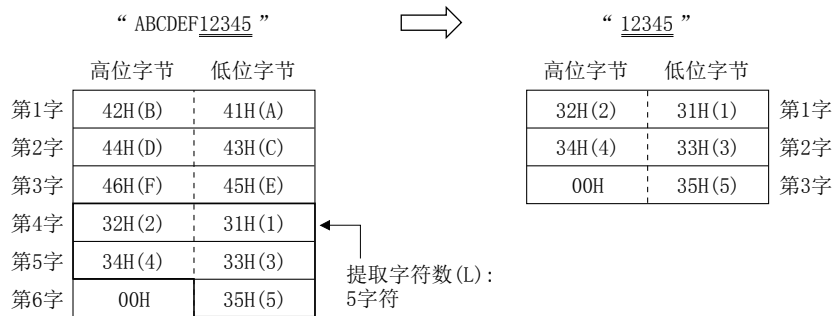 “ ABCDEF12345 ” “ 12345 ”
高位字节 低位字节 高位字节 低位字节
第1字 42H(B) 41H(A) 32H(2) 31H(1) 第1字
第2字 44H(D) 43H(C) 34H(4) 33H(3) 第2字
第3字 46H(F) 45H(E) 00H 35H(5) 第3字
第4字 32H(2) 31H(1)
第5字 34H(4) 33H(3)
提取字符数(L):
第6字 00H 35H(5) 5字符